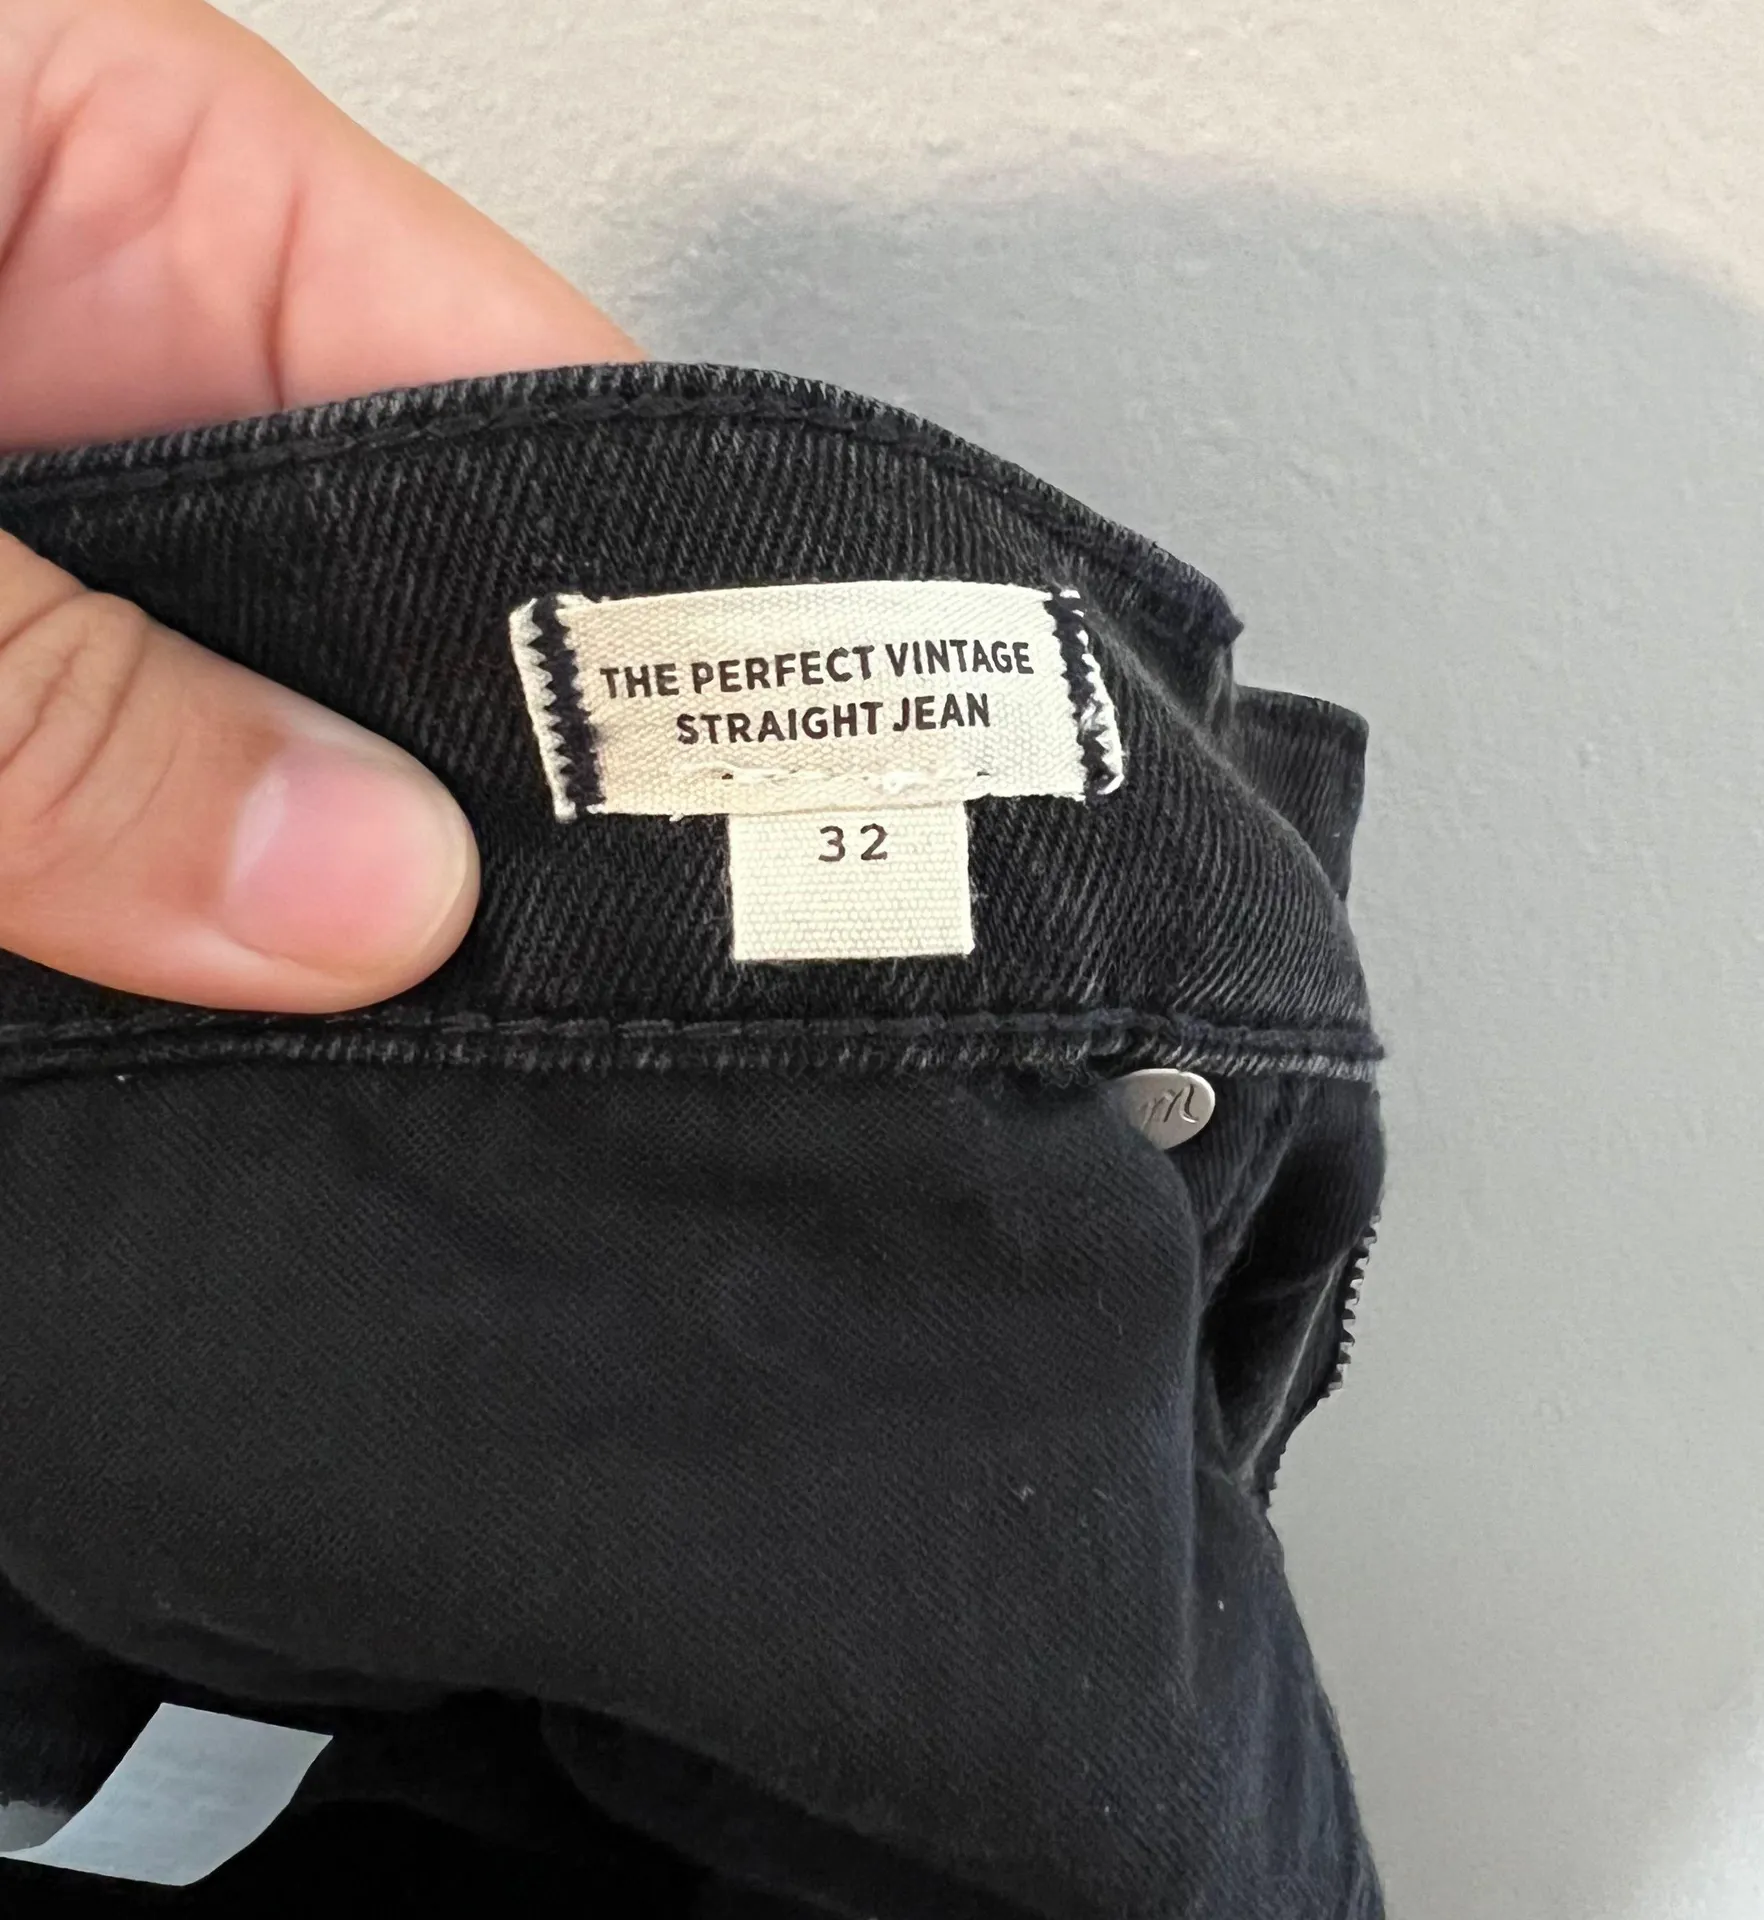 THE PERFECT VINTAGE
STRAIGHT JEAN
32